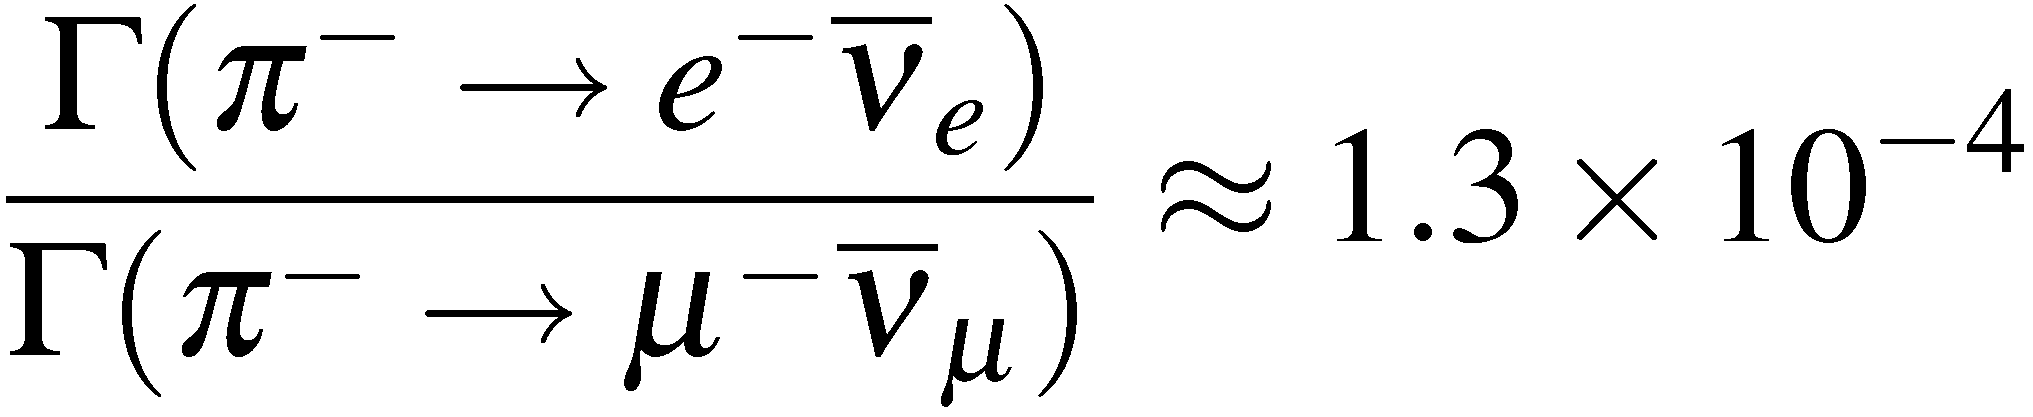 Γ(π⁻ → e⁻ν̅ₑ)
Γ(π⁻ → μ⁻ν̅_μ)
≈ 1.3 × 10⁻⁴